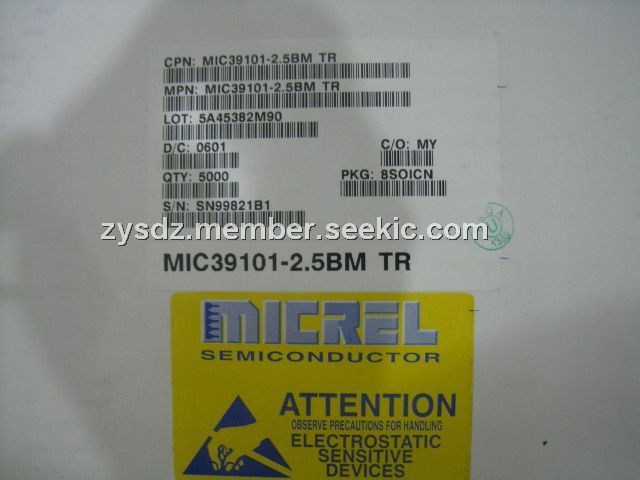 CPN: MIC39101-2.5BM TR
MPN: MIC39101-2.5BM TR
LOT: 5A45382M90
D/C: 0601
C/O: MY
QTY: 5000
PKG: 8SOICN
S/N: SN99821B1
zysdz.member.seekic.com
MIC39101-2.5BM TR
MICREL
SEMICONDUCTOR
ATTENTION
OBSERVE PRECAUTIONS FOR HANDLING
ELECTROSTATIC
SENSITIVE
DEVICES